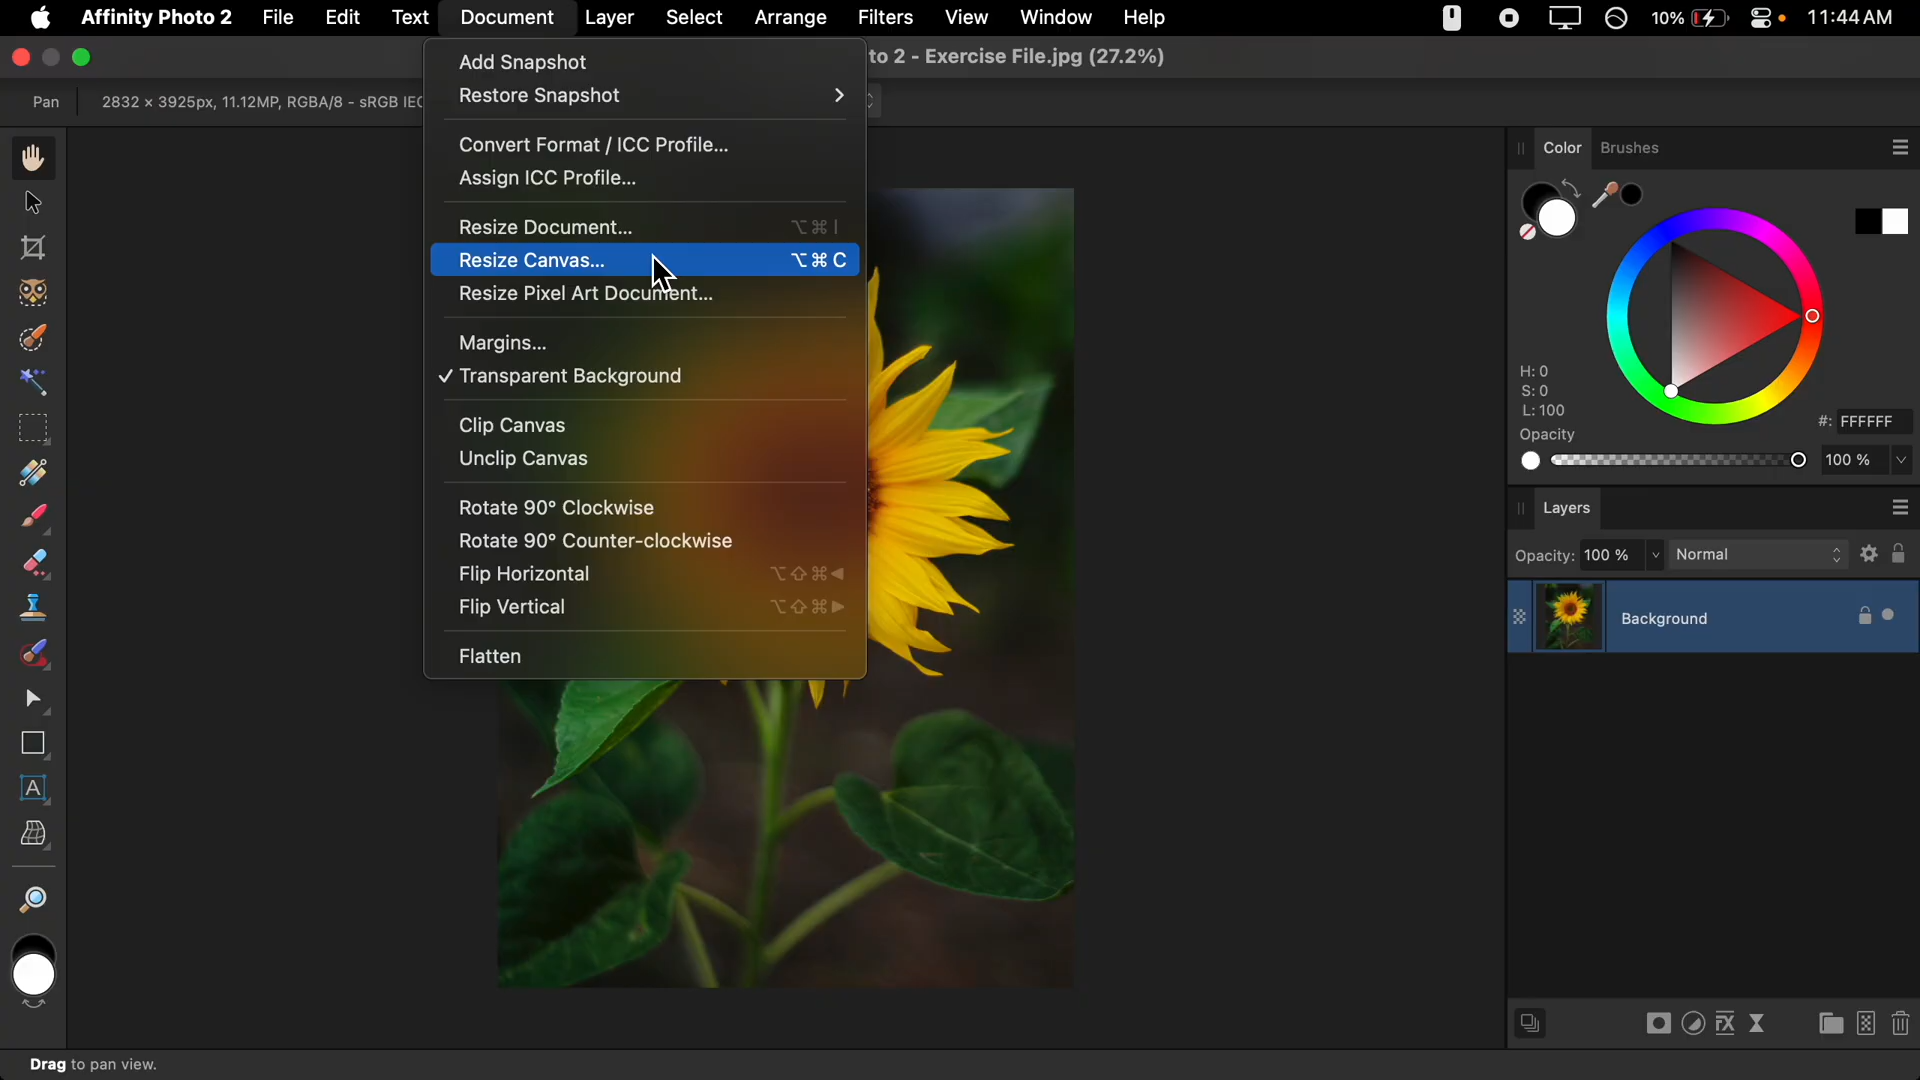 Affinity Photo 2 File Edit Text Document Layer Select Arrange Filters View Window Help 10% 11:44 AM
to 2 - Exercise File.jpg (27.2%)
Pan 2832 × 3925px, 11.12MP, RGBA/8 - sRGB IEC
Add Snapshot
Restore Snapshot
Convert Format / ICC Profile...
Assign ICC Profile...
Resize Document... ⌥⌘I
Resize Canvas... ⌥⌘C
Resize Pixel Art Document...
Margins...
✓ Transparent Background
Clip Canvas
Unclip Canvas
Rotate 90° Clockwise
Rotate 90° Counter-clockwise
Flip Horizontal ⌥⇧⌘◀
Flip Vertical ⌥⇧⌘▶
Flatten
Color Brushes
H: 0
S: 0
L: 100
#: FFFFFF
Opacity
100 %
Layers
Opacity: 100 % Normal
Background
Drag to pan view.